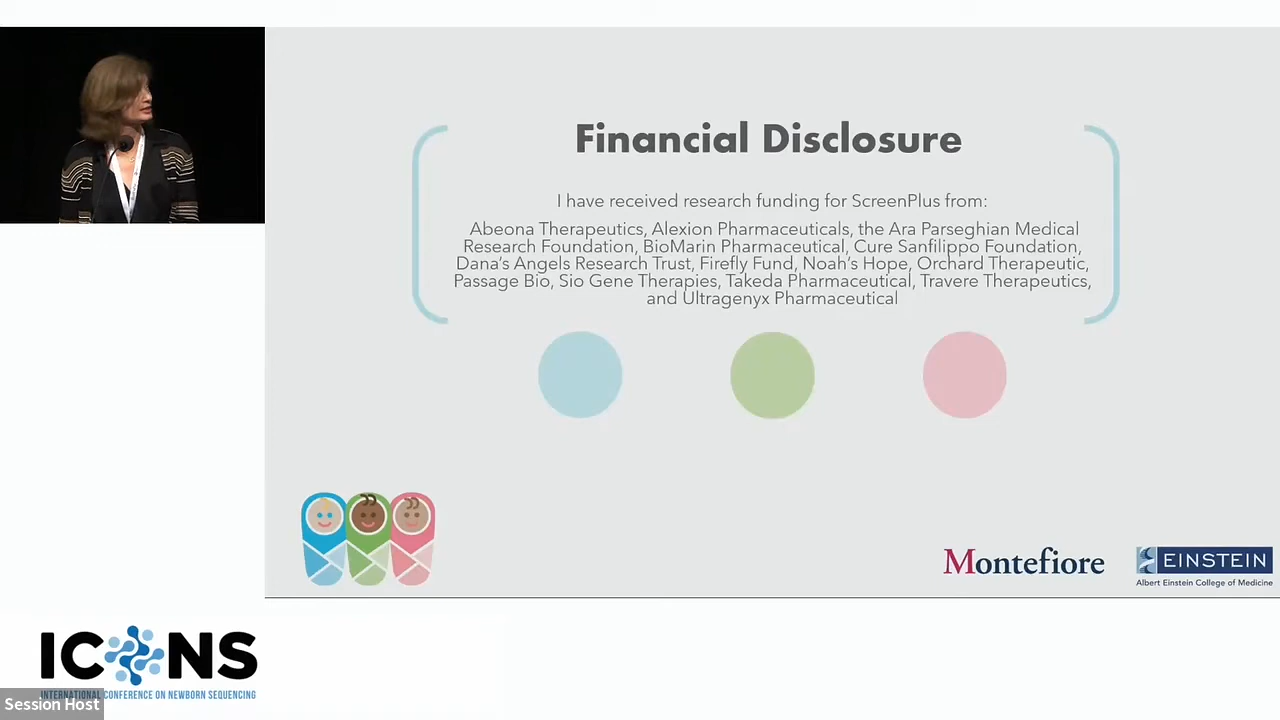 Financial Disclosure
I have received research funding for ScreenPlus from:
Abeona Therapeutics, Alexion Pharmaceuticals, the Ara Parseghian Medical
Research Foundation, BioMarin Pharmaceutical, Cure Sanfilippo Foundation,
Dana's Angels Research Trust, Firefly Fund, Noah's Hope, Orchard Therapeutic,
Passage Bio, Sio Gene Therapies, Takeda Pharmaceutical, Travere Therapeutics,
and Ultragenyx Pharmaceutical
Montefiore
EINSTEIN
Albert Einstein College of Medicine
ICONS
INTERNATIONAL CONFERENCE ON NEWBORN SEQUENCING
Session Host